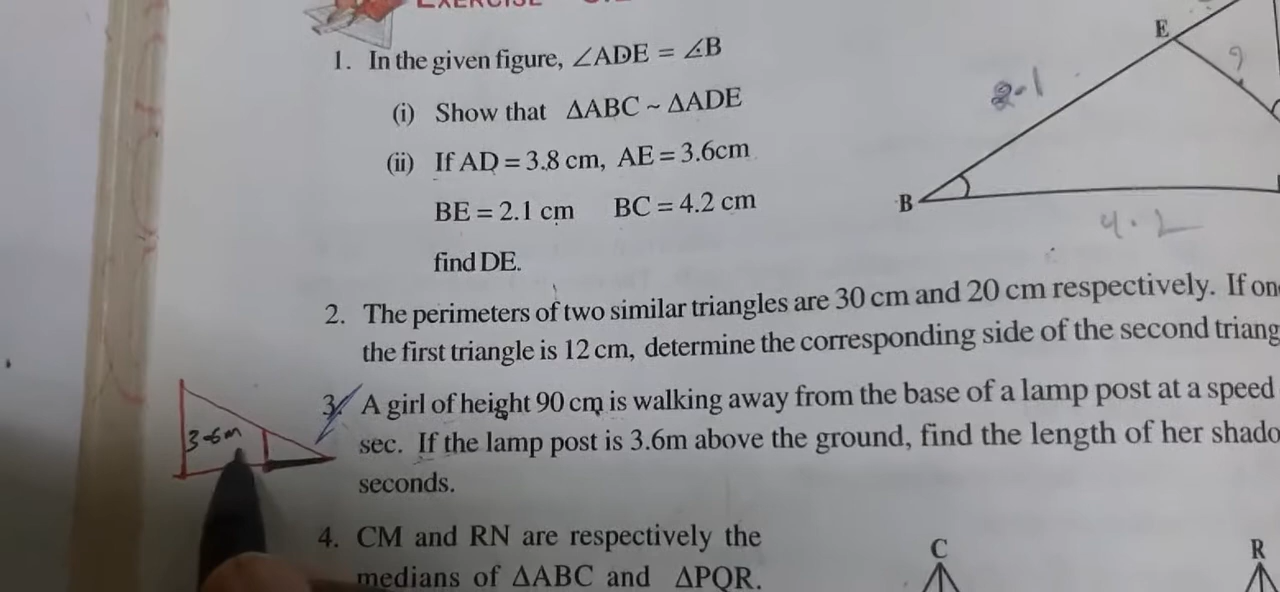 EXERCISE
1. In the given figure, ∠ADE = ∠B
(i) Show that ΔABC ~ ΔADE
(ii) If AD = 3.8 cm, AE = 3.6cm
BE = 2.1 cm BC = 4.2 cm
find DE.
E
?
2.1
B
4.2
2. The perimeters of two similar triangles are 30 cm and 20 cm respectively. If
the first triangle is 12 cm, determine the corresponding side of the second
3. A girl of height 90 cm is walking away from the base of a lamp post at a speed
sec. If the lamp post is 3.6m above the ground, find the length of her
seconds.
3.6m
4. CM and RN are respectively the
medians of ΔABC and ΔPQR.
C
R